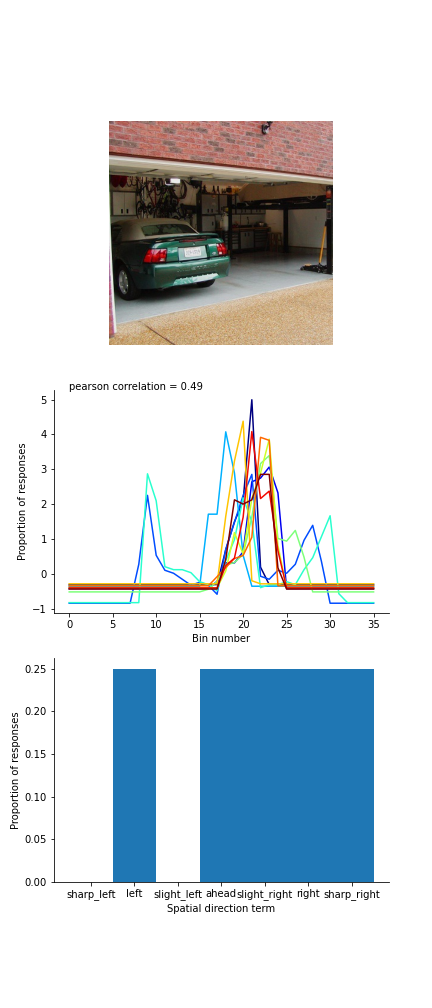 pearson correlation = 0.49
Proportion of responses
5
4
3
2
1
0
−1
0 5 10 15 20 25 30 35
Bin number
Proportion of responses
0.25
0.20
0.15
0.10
0.05
0.00
sharp_left left slight_left ahead slight_right right sharp_right
Spatial direction term